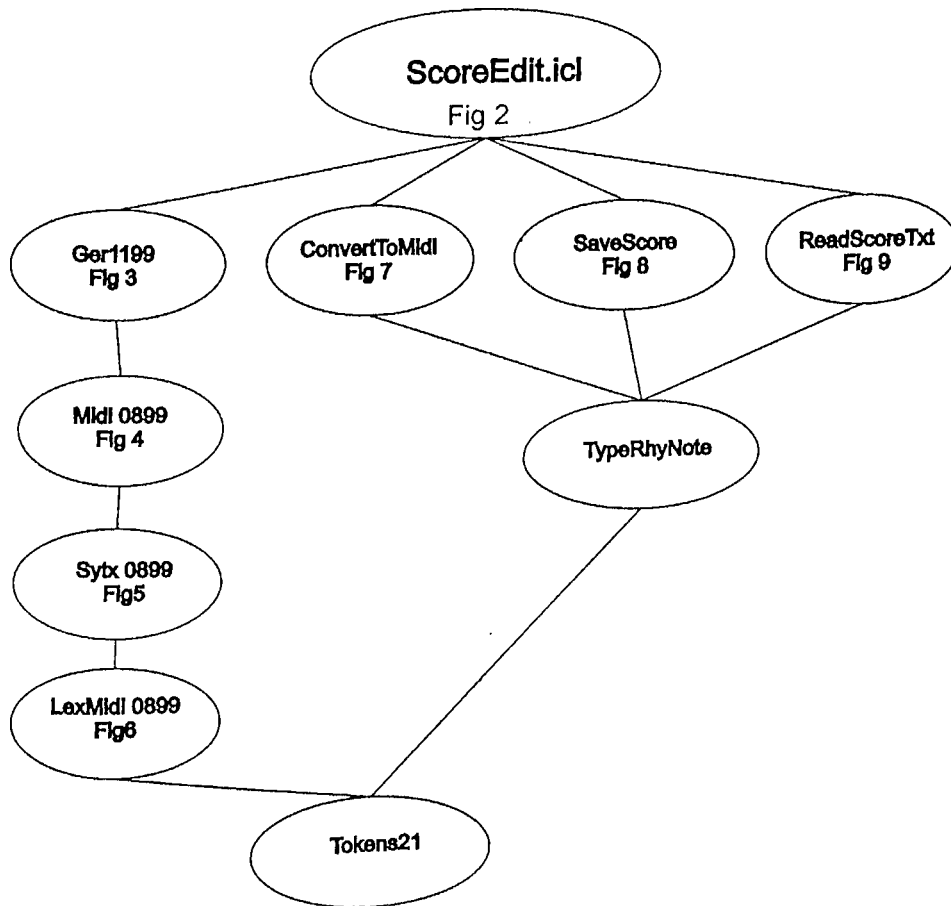 ScoreEdit.icl
Fig 2
Ger1199
Fig 3
ConvertToMidi
Fig 7
SaveScore
Fig 8
ReadScoreTxt
Fig 9
Midi 0899
Fig 4
TypeRhyNote
Sytx 0899
Fig5
LexMidi 0899
Fig6
Tokens21